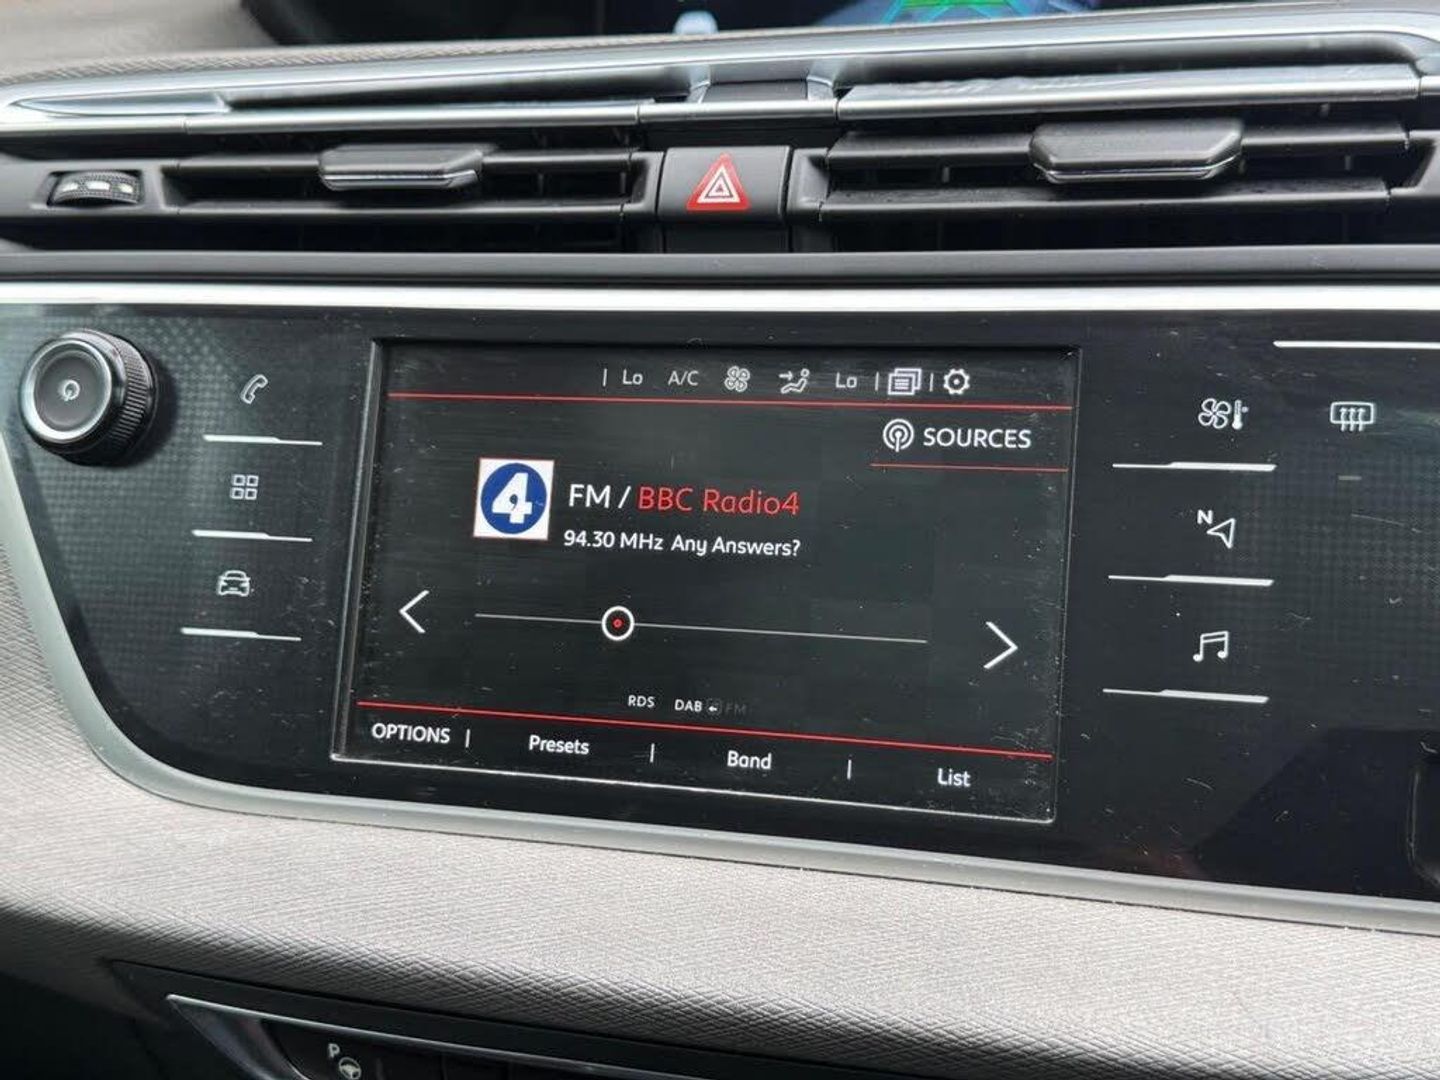 Lo A/C Lo
SOURCES
4 FM / BBC Radio4
94.30 MHz Any Answers?
N
RDS DAB FM
OPTIONS | Presets | Band | List
P